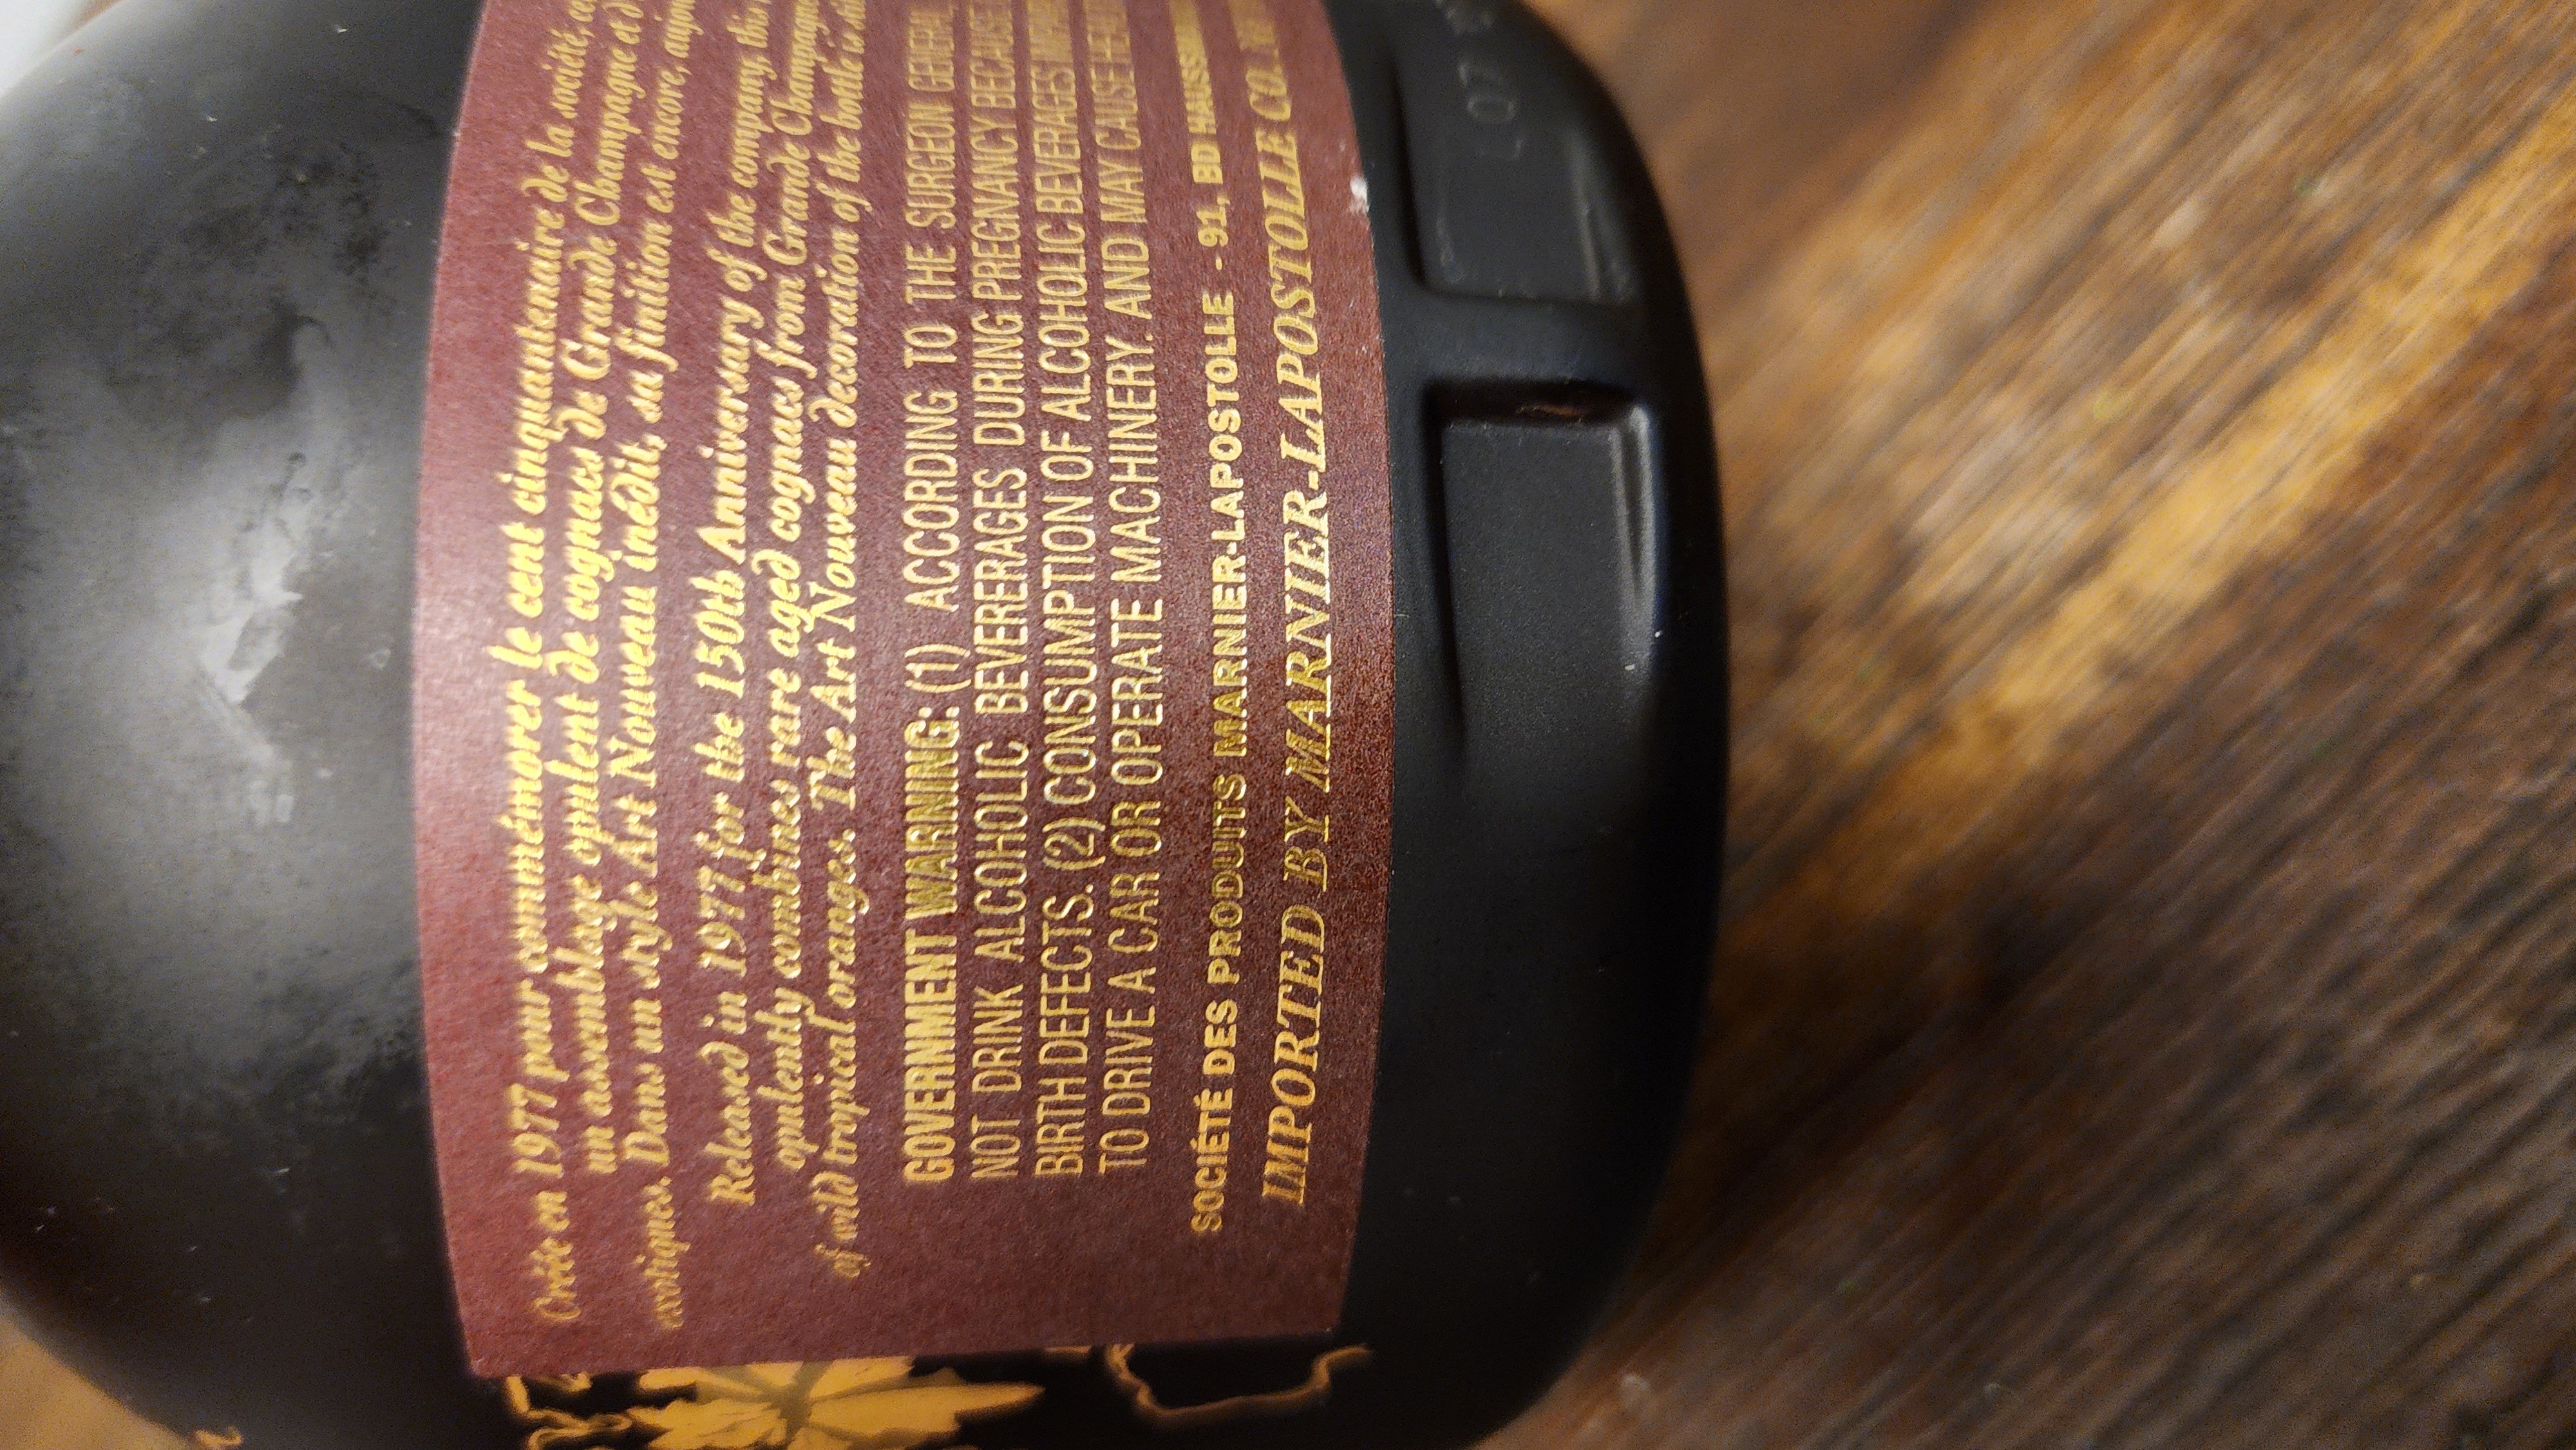 Créée en 1977 pour commémorer le cent cinquantenaire de la société,
un assemblage opulent de cognacs de Grande Champagne et
exotiques. Dans un style Art Nouveau inédit, sa finition est encore,
Released in 1977 for the 150th Anniversary of the company, this
opulently combines rare aged cognacs from Grande Champagne
of wild tropical oranges. The Art Nouveau decoration of the bottle is
GOVERNMENT WARNING: (1) ACCORDING TO THE SURGEON GENERAL,
NOT DRINK ALCOHOLIC BEVERERAGES DURING PREGNANCY BECAUSE
BIRTH DEFECTS. (2) CONSUMPTION OF ALCOHOLIC BEVERAGES IMPAIRS
TO DRIVE A CAR OR OPERATE MACHINERY. AND MAY CAUSE
SOCIÉTÉ DES PRODUITS MARNIER-LAPOSTOLLE - 91, BD
IMPORTED BY MARNIER-LAPOSTOLLE CO.